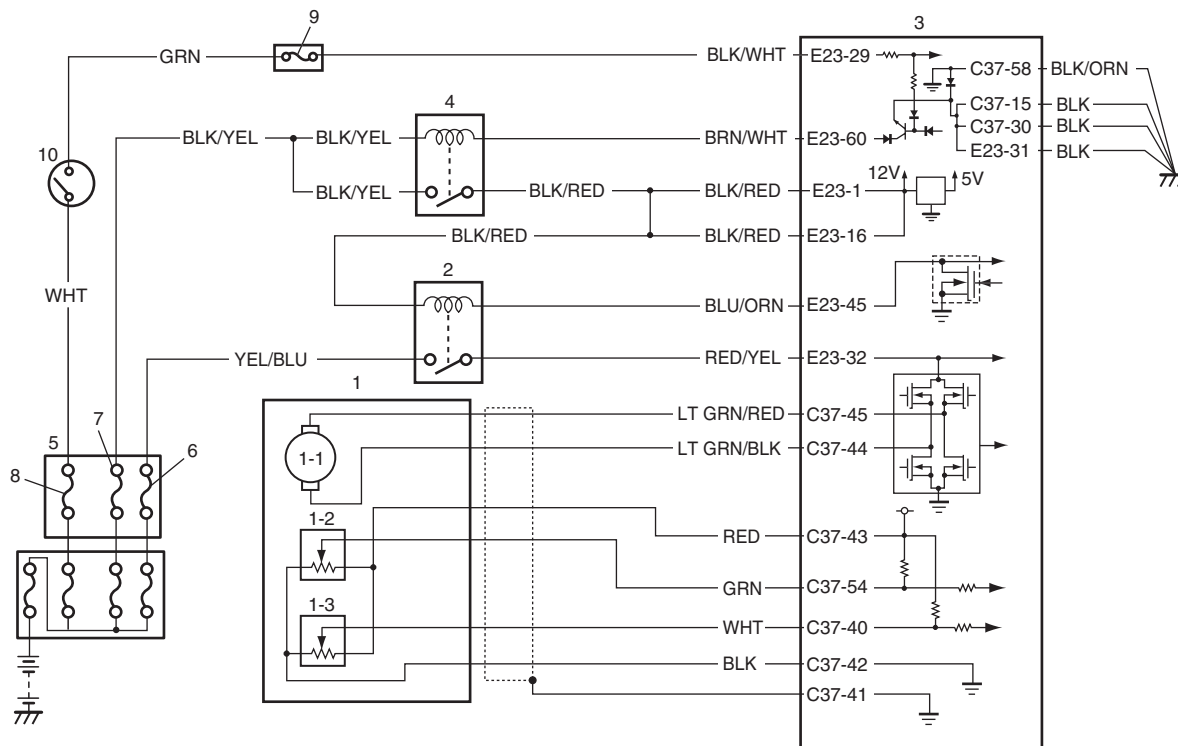 9
3
GRN
BLK/WHT
E23-29
C37-58
BLK/ORN
4
C37-15
BLK
BLK/YEL
BLK/YEL
BRN/WHT
E23-60
C37-30
BLK
E23-31
BLK
10
12V
5V
BLK/YEL
BLK/RED
BLK/RED
E23-1
BLK/RED
BLK/RED
E23-16
2
WHT
BLU/ORN
E23-45
YEL/BLU
RED/YEL
E23-32
1
LT GRN/RED
C37-45
7
5
6
8
1-1
LT GRN/BLK
C37-44
1-2
RED
C37-43
GRN
C37-54
1-3
WHT
C37-40
BLK
C37-42
C37-41